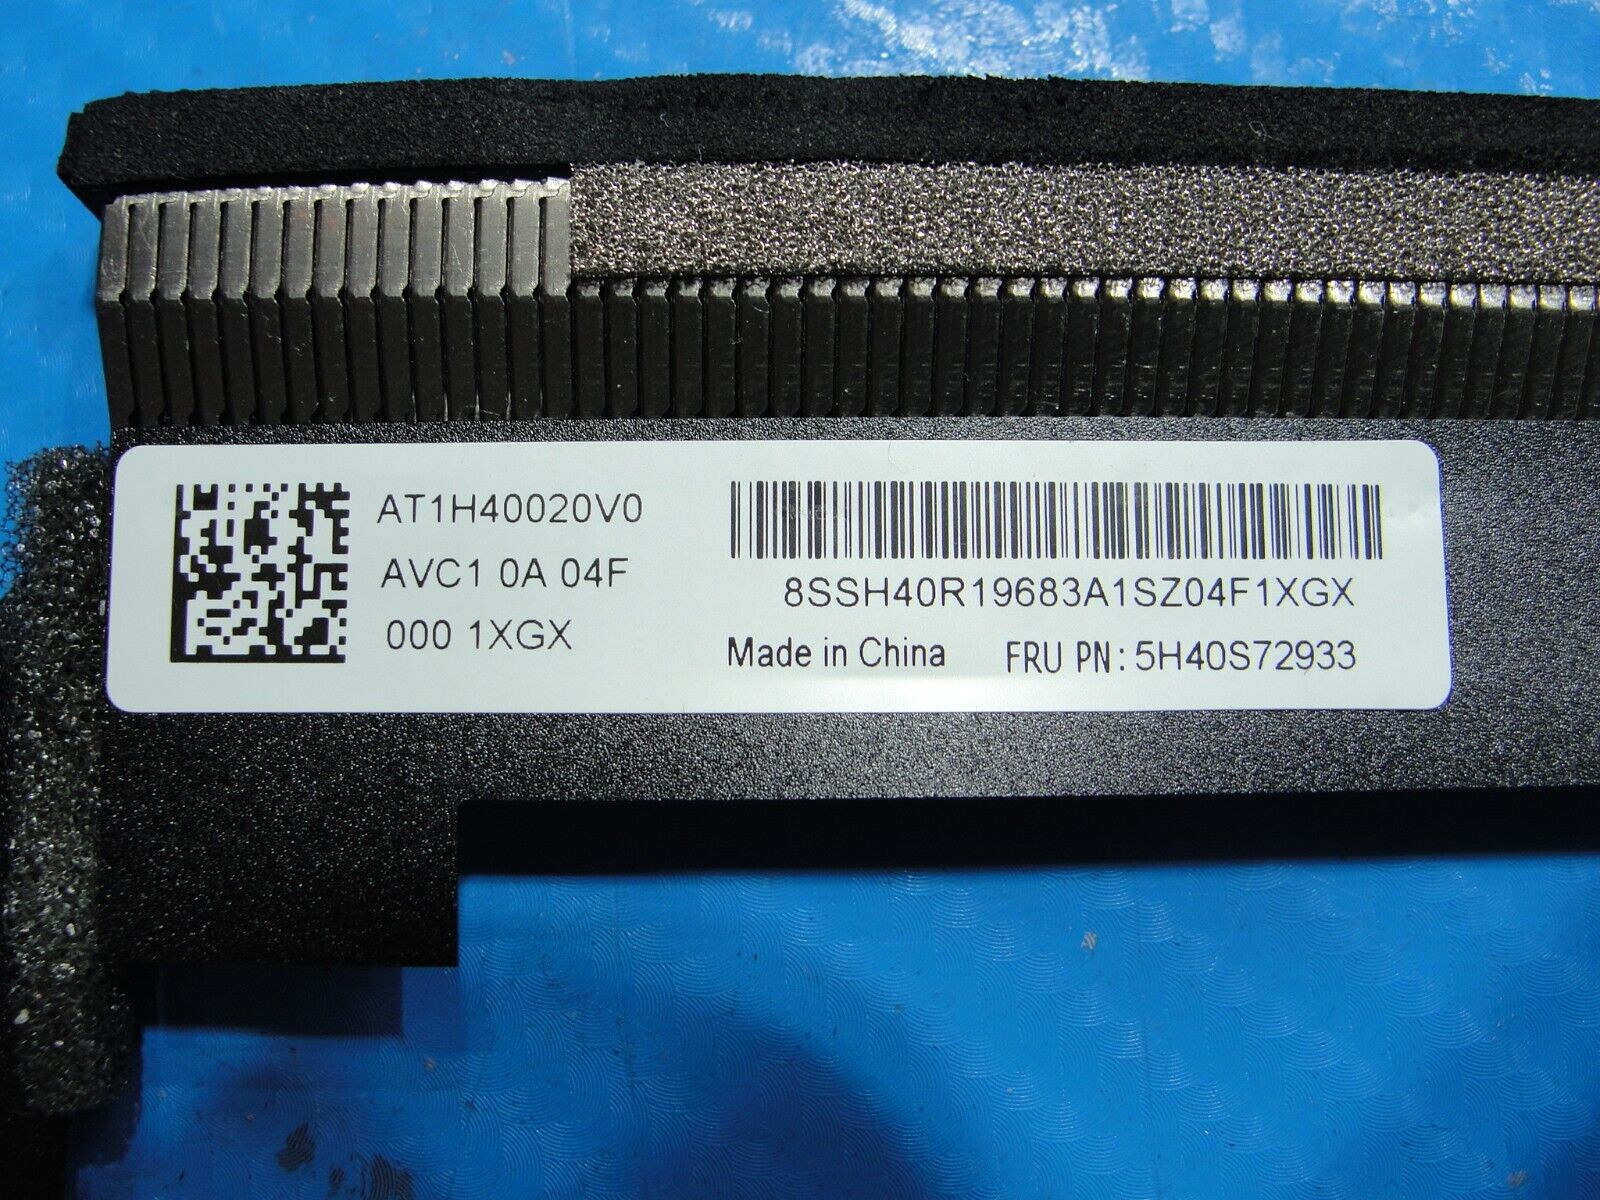 AT1H40020V0
AVC1 0A 04F
000 1XGX
8SSH40R19683A1SZ04F1XGX
Made in China FRU PN: 5H40S72933